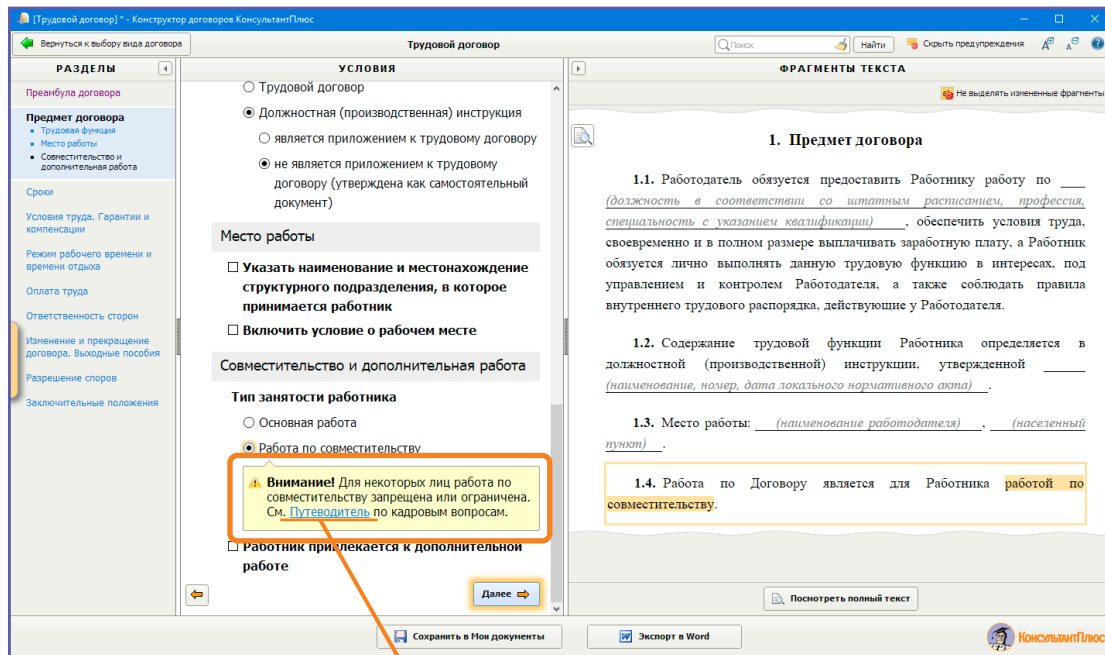 [Трудовой договор] * - Конструктор договоров КонсультантПлюс
Вернуться к выбору вида договора
Трудовой договор
Поиск
Найти
Скрыть предупреждения
РАЗДЕЛЫ
Преамбула договора
Предмет договора
Трудовая функция
Место работы
Совместительство и
дополнительная работа
Сроки
Условия труда. Гарантии и
компенсации
Режим рабочего времени и
времени отдыха
Оплата труда
Ответственность сторон
Изменение и прекращение
договора. Выходные пособия
Разрешение споров
Заключительные положения
УСЛОВИЯ
Трудовой договор
Должностная (производственная) инструкция
является приложением к трудовому договору
не является приложением к трудовому
договору (утверждена как самостоятельный
документ)
Место работы
Указать наименование и местонахождение
структурного подразделения, в которое
принимается работник
Включить условие о рабочем месте
Совместительство и дополнительная работа
Тип занятости работника
Основная работа
Работа по совместительству
Внимание! Для некоторых лиц работа по
совместительству запрещена или ограничена.
См. Путеводитель по кадровым вопросам.
Работник привлекается к дополнительной
работе
Далее
ФРАГМЕНТЫ ТЕКСТА
Не выделять измененные фрагменты
1. Предмет договора
1.1. Работодатель обязуется предоставить Работнику работу по ___
(должность в соответствии со штатным расписанием, профессия,
специальность с указанием квалификации) , обеспечить условия труда,
своевременно и в полном размере выплачивать заработную плату, а Работник
обязуется лично выполнять данную трудовую функцию в интересах, под
управлением и контролем Работодателя, а также соблюдать правила
внутреннего трудового распорядка, действующие у Работодателя.
1.2. Содержание трудовой функции Работника определяется в
должностной (производственной) инструкции, утвержденной ___
(наименование, номер, дата локального нормативного акта) .
1.3. Место работы: (наименование работодателя) , (населенный
пункт) .
1.4. Работа по Договору является для Работника работой по
совместительству.
Посмотреть полный текст
Сохранить в Мои документы
Экспорт в Word
КонсультантПлюс